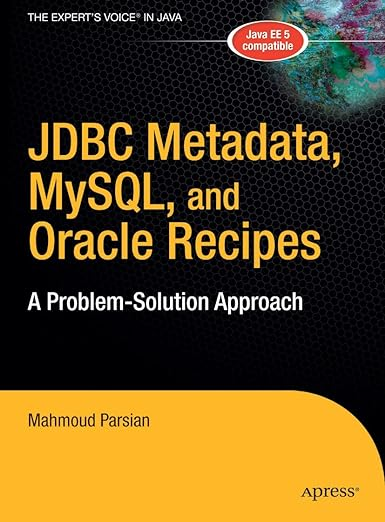 THE EXPERT'S VOICE® IN JAVA
Java EE 5
compatible
JDBC Metadata,
MySQL, and
Oracle Recipes
A Problem-Solution Approach
Mahmoud Parsian
Apress®